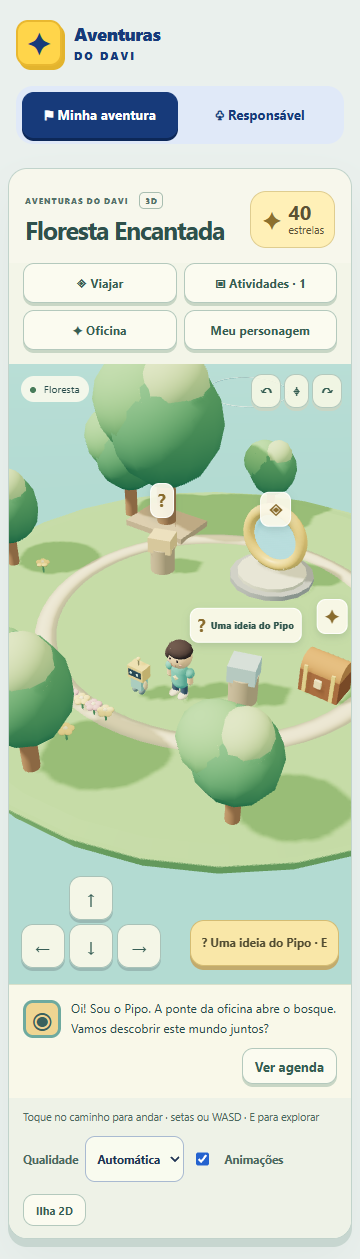 Aventuras
DO DAVI
Minha aventura
Responsável
AVENTURAS DO DAVI 3D
Floresta Encantada
40
estrelas
Viajar
Atividades · 1
Oficina
Meu personagem
Floresta
?
? Uma ideia do Pipo
↑
← ↓ →
? Uma ideia do Pipo · E
Oi! Sou o Pipo. A ponte da oficina abre o bosque.
Vamos descobrir este mundo juntos?
Ver agenda
Toque no caminho para andar · setas ou WASD · E para explorar
Qualidade Automática Animações
Ilha 2D